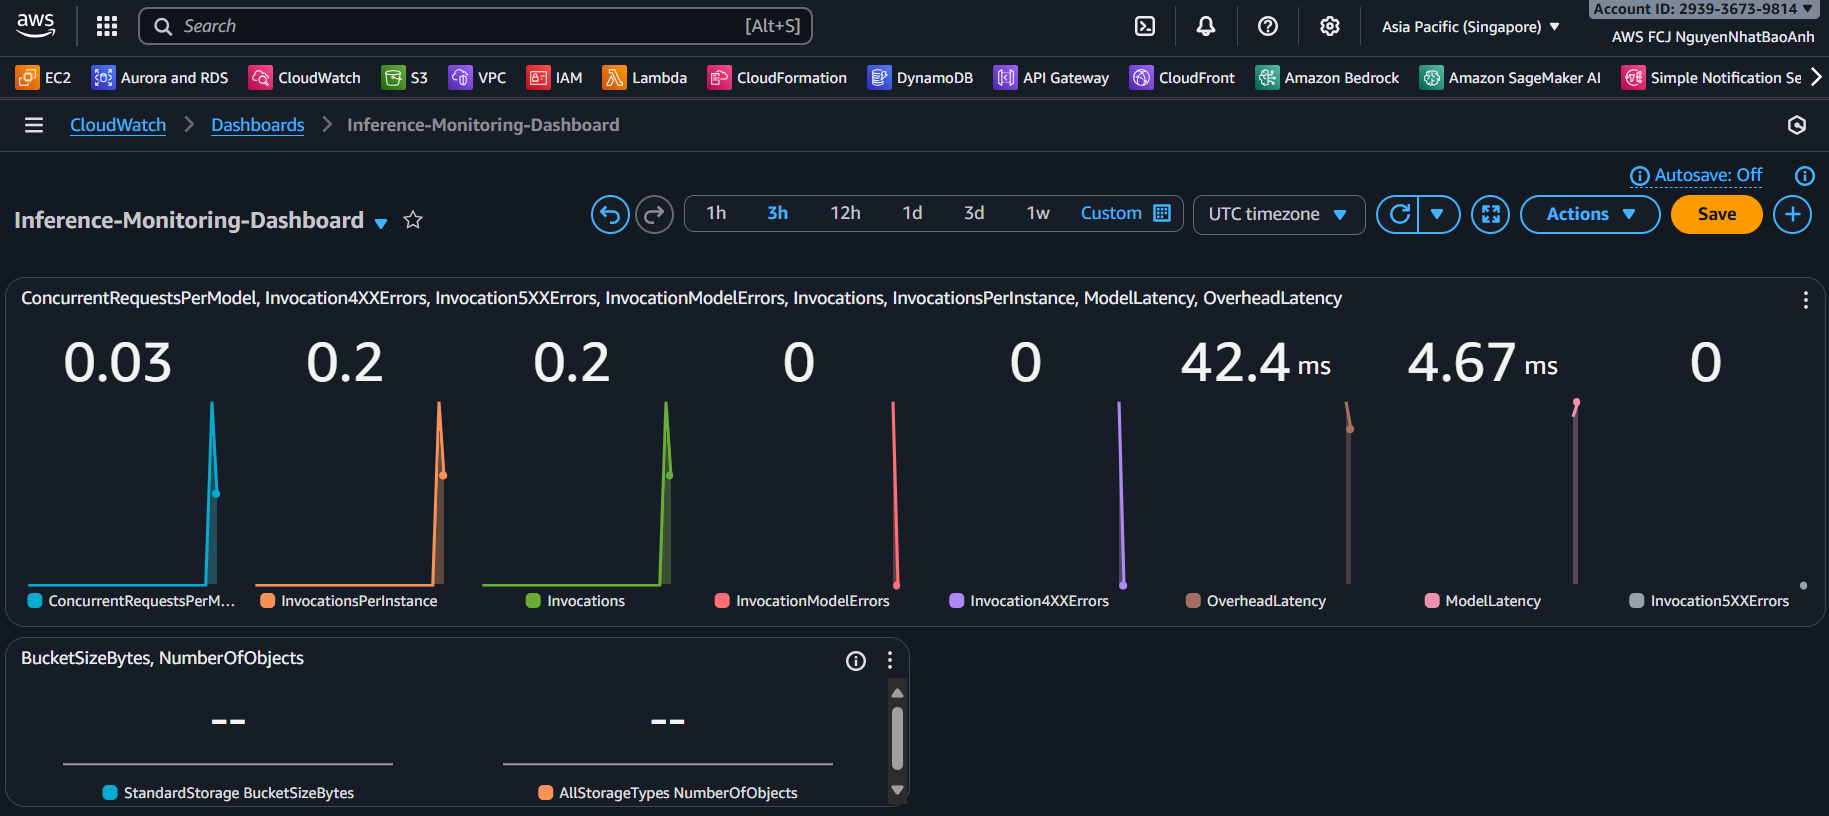 aws
Search [Alt+S]
Asia Pacific (Singapore)
Account ID: 2939-3673-9814
AWS FCJ NguyenNhatBaoAnh
EC2 Aurora and RDS CloudWatch S3 VPC IAM Lambda CloudFormation DynamoDB API Gateway CloudFront Amazon Bedrock Amazon SageMaker AI Simple Notification Se
CloudWatch Dashboards Inference-Monitoring-Dashboard
Autosave: Off
Inference-Monitoring-Dashboard
1h 3h 12h 1d 3d 1w Custom UTC timezone Actions Save
ConcurrentRequestsPerModel, Invocation4XXErrors, Invocation5XXErrors, InvocationModelErrors, Invocations, InvocationsPerInstance, ModelLatency, OverheadLatency
0.03 0.2 0.2 0 0 42.4 ms 4.67 ms 0
ConcurrentRequestsPerM... InvocationsPerInstance Invocations InvocationModelErrors Invocation4XXErrors OverheadLatency ModelLatency Invocation5XXErrors
BucketSizeBytes, NumberOfObjects
-- --
StandardStorage BucketSizeBytes AllStorageTypes NumberOfObjects